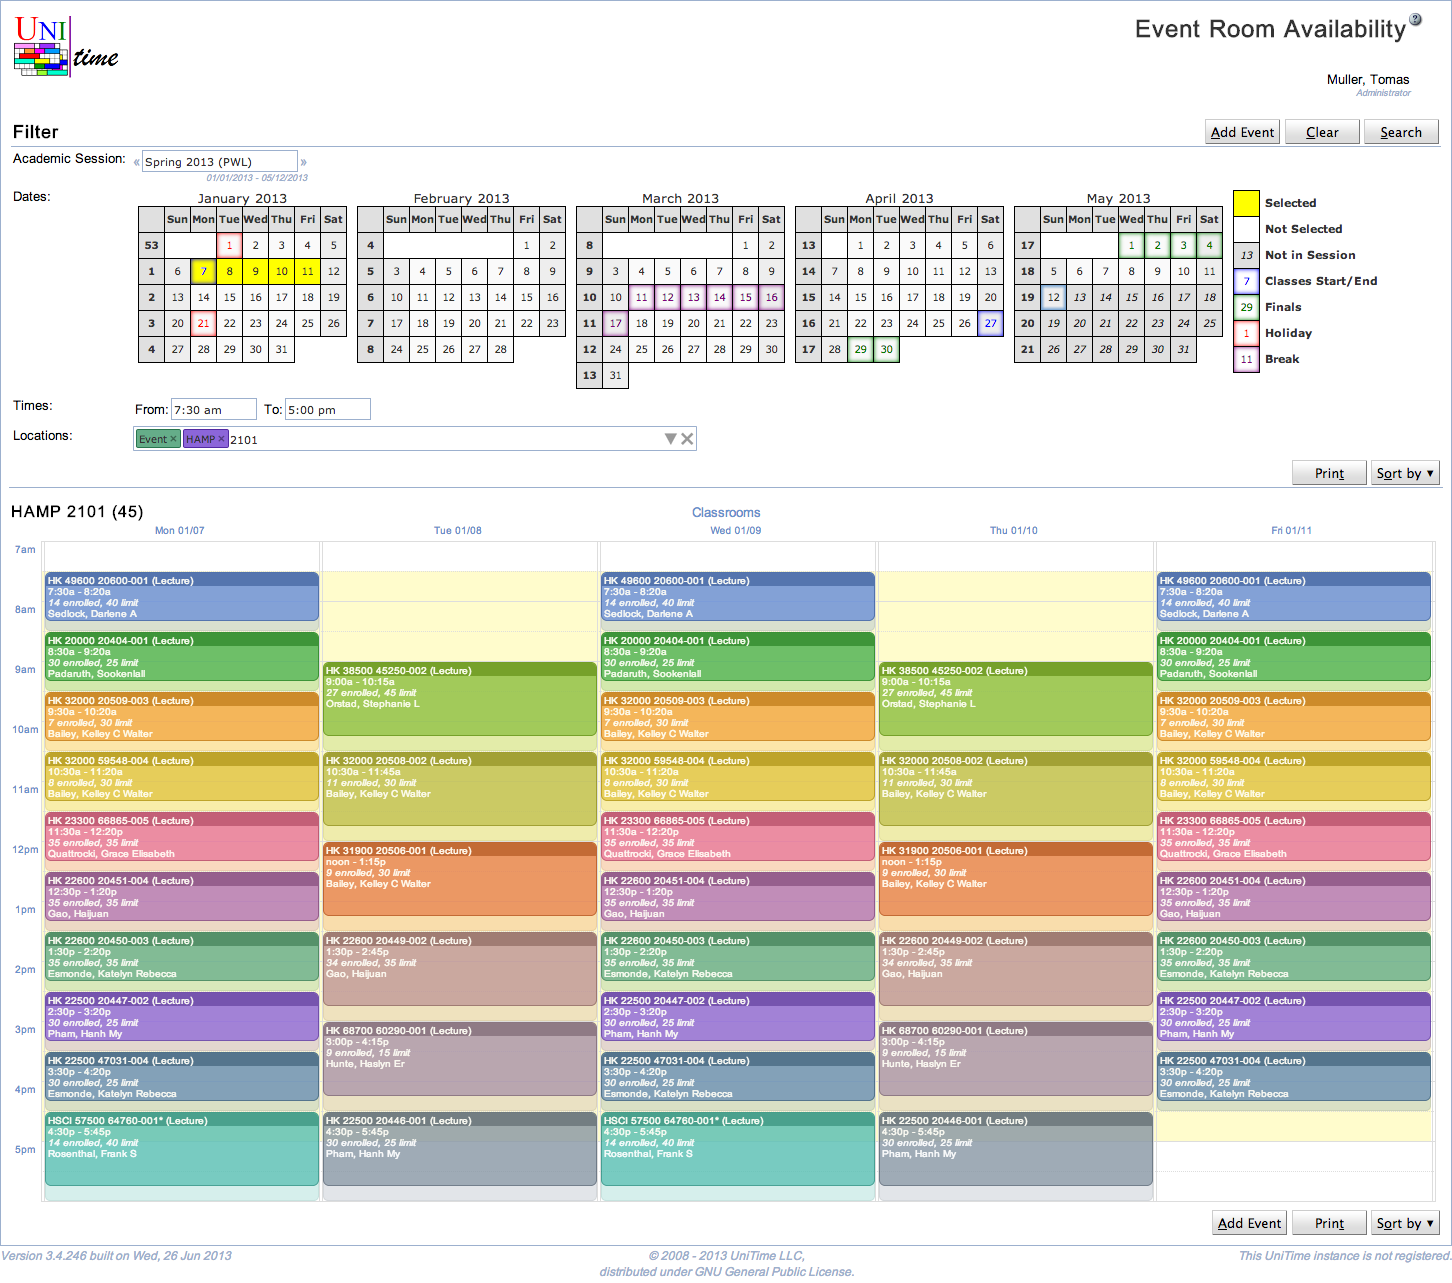 UNI
time
Event Room Availability
Muller, Tomas
Administrator
Filter
Add Event
Clear
Search
Academic Session:
«
Spring 2013 (PWL)
»
01/01/2013 - 05/12/2013
Dates:
January 2013
Sun Mon Tue Wed Thu Fri Sat
53 1 2 3 4 5
1 6 7 8 9 10 11 12
2 13 14 15 16 17 18 19
3 20 21 22 23 24 25 26
4 27 28 29 30 31
February 2013
Sun Mon Tue Wed Thu Fri Sat
4 1 2
5 3 4 5 6 7 8 9
6 10 11 12 13 14 15 16
7 17 18 19 20 21 22 23
8 24 25 26 27 28
March 2013
Sun Mon Tue Wed Thu Fri Sat
8 1 2
9 3 4 5 6 7 8 9
10 10 11 12 13 14 15 16
11 17 18 19 20 21 22 23
12 24 25 26 27 28 29 30
13 31
April 2013
Sun Mon Tue Wed Thu Fri Sat
13 1 2 3 4 5 6
14 7 8 9 10 11 12 13
15 14 15 16 17 18 19 20
16 21 22 23 24 25 26 27
17 28 29 30
May 2013
Sun Mon Tue Wed Thu Fri Sat
17 1 2 3 4
18 5 6 7 8 9 10 11
19 12 13 14 15 16 17 18
20 19 20 21 22 23 24 25
21 26 27 28 29 30 31
Selected
Not Selected
13 Not in Session
7 Classes Start/End
29 Finals
1 Holiday
11 Break
Times:
From: 7:30 am To: 5:00 pm
Locations:
Event × HAMP × 2101
Print
Sort by ▼
HAMP 2101 (45)
Classrooms
Mon 01/07
Tue 01/08
Wed 01/09
Thu 01/10
Fri 01/11
7am
8am
9am
10am
11am
12pm
1pm
2pm
3pm
4pm
5pm
HK 49600 20600-001 (Lecture)
7:30a - 8:20a
14 enrolled, 40 limit
Sedlock, Darlene A
HK 20000 20404-001 (Lecture)
8:30a - 9:20a
30 enrolled, 25 limit
Padaruth, Sookenlall
HK 32000 20509-003 (Lecture)
9:30a - 10:20a
7 enrolled, 30 limit
Bailey, Kelley C Walter
HK 32000 59548-004 (Lecture)
10:30a - 11:20a
8 enrolled, 30 limit
Bailey, Kelley C Walter
HK 23300 66865-005 (Lecture)
11:30a - 12:20p
35 enrolled, 35 limit
Quattrocki, Grace Elisabeth
HK 22600 20451-004 (Lecture)
12:30p - 1:20p
35 enrolled, 35 limit
Gao, Haijuan
HK 22600 20450-003 (Lecture)
1:30p - 2:20p
35 enrolled, 35 limit
Esmonde, Katelyn Rebecca
HK 22500 20447-002 (Lecture)
2:30p - 3:20p
30 enrolled, 25 limit
Pham, Hanh My
HK 22500 47031-004 (Lecture)
3:30p - 4:20p
30 enrolled, 25 limit
Esmonde, Katelyn Rebecca
HSCI 57500 64760-001* (Lecture)
4:30p - 5:45p
14 enrolled, 40 limit
Rosenthal, Frank S
HK 38500 45250-002 (Lecture)
9:00a - 10:15a
27 enrolled, 45 limit
Orstad, Stephanie L
HK 32000 20508-002 (Lecture)
10:30a - 11:45a
11 enrolled, 30 limit
Bailey, Kelley C Walter
HK 31900 20506-001 (Lecture)
noon - 1:15p
9 enrolled, 30 limit
Bailey, Kelley C Walter
HK 22600 20449-002 (Lecture)
1:30p - 2:45p
34 enrolled, 35 limit
Gao, Haijuan
HK 68700 60290-001 (Lecture)
3:00p - 4:15p
9 enrolled, 15 limit
Hunte, Haslyn Er
HK 22500 20446-001 (Lecture)
4:30p - 5:45p
30 enrolled, 25 limit
Pham, Hanh My
HK 49600 20600-001 (Lecture)
7:30a - 8:20a
14 enrolled, 40 limit
Sedlock, Darlene A
HK 20000 20404-001 (Lecture)
8:30a - 9:20a
30 enrolled, 25 limit
Padaruth, Sookenlall
HK 32000 20509-003 (Lecture)
9:30a - 10:20a
7 enrolled, 30 limit
Bailey, Kelley C Walter
HK 32000 59548-004 (Lecture)
10:30a - 11:20a
8 enrolled, 30 limit
Bailey, Kelley C Walter
HK 23300 66865-005 (Lecture)
11:30a - 12:20p
35 enrolled, 35 limit
Quattrocki, Grace Elisabeth
HK 22600 20451-004 (Lecture)
12:30p - 1:20p
35 enrolled, 35 limit
Gao, Haijuan
HK 22600 20450-003 (Lecture)
1:30p - 2:20p
35 enrolled, 35 limit
Esmonde, Katelyn Rebecca
HK 22500 20447-002 (Lecture)
2:30p - 3:20p
30 enrolled, 25 limit
Pham, Hanh My
HK 22500 47031-004 (Lecture)
3:30p - 4:20p
30 enrolled, 25 limit
Esmonde, Katelyn Rebecca
HSCI 57500 64760-001* (Lecture)
4:30p - 5:45p
14 enrolled, 40 limit
Rosenthal, Frank S
HK 38500 45250-002 (Lecture)
9:00a - 10:15a
27 enrolled, 45 limit
Orstad, Stephanie L
HK 32000 20508-002 (Lecture)
10:30a - 11:45a
11 enrolled, 30 limit
Bailey, Kelley C Walter
HK 31900 20506-001 (Lecture)
noon - 1:15p
9 enrolled, 30 limit
Bailey, Kelley C Walter
HK 22600 20449-002 (Lecture)
1:30p - 2:45p
34 enrolled, 35 limit
Gao, Haijuan
HK 68700 60290-001 (Lecture)
3:00p - 4:15p
9 enrolled, 15 limit
Hunte, Haslyn Er
HK 22500 20446-001 (Lecture)
4:30p - 5:45p
30 enrolled, 25 limit
Pham, Hanh My
HK 49600 20600-001 (Lecture)
7:30a - 8:20a
14 enrolled, 40 limit
Sedlock, Darlene A
HK 20000 20404-001 (Lecture)
8:30a - 9:20a
30 enrolled, 25 limit
Padaruth, Sookenlall
HK 32000 20509-003 (Lecture)
9:30a - 10:20a
7 enrolled, 30 limit
Bailey, Kelley C Walter
HK 32000 59548-004 (Lecture)
10:30a - 11:20a
8 enrolled, 30 limit
Bailey, Kelley C Walter
HK 23300 66865-005 (Lecture)
11:30a - 12:20p
35 enrolled, 35 limit
Quattrocki, Grace Elisabeth
HK 22600 20451-004 (Lecture)
12:30p - 1:20p
35 enrolled, 35 limit
Gao, Haijuan
HK 22600 20450-003 (Lecture)
1:30p - 2:20p
35 enrolled, 35 limit
Esmonde, Katelyn Rebecca
HK 22500 20447-002 (Lecture)
2:30p - 3:20p
30 enrolled, 25 limit
Pham, Hanh My
HK 22500 47031-004 (Lecture)
3:30p - 4:20p
30 enrolled, 25 limit
Esmonde, Katelyn Rebecca
Add Event
Print
Sort by ▼
Version 3.4.246 built on Wed, 26 Jun 2013
© 2008 - 2013 UniTime LLC,
distributed under GNU General Public License.
This UniTime instance is not registered.